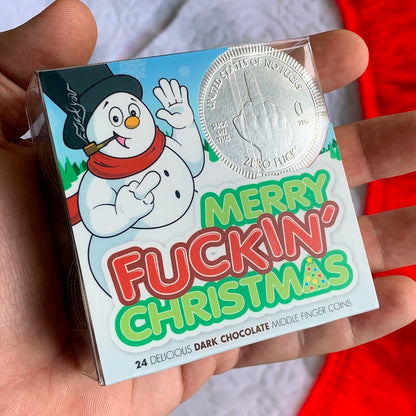 UNITED STATES OF NO FUCKS
0
ZERO FUCKS
MERRY
FUCKIN'
CHRISTMAS
24 DELICIOUS DARK CHOCOLATE MIDDLE FINGER COINS